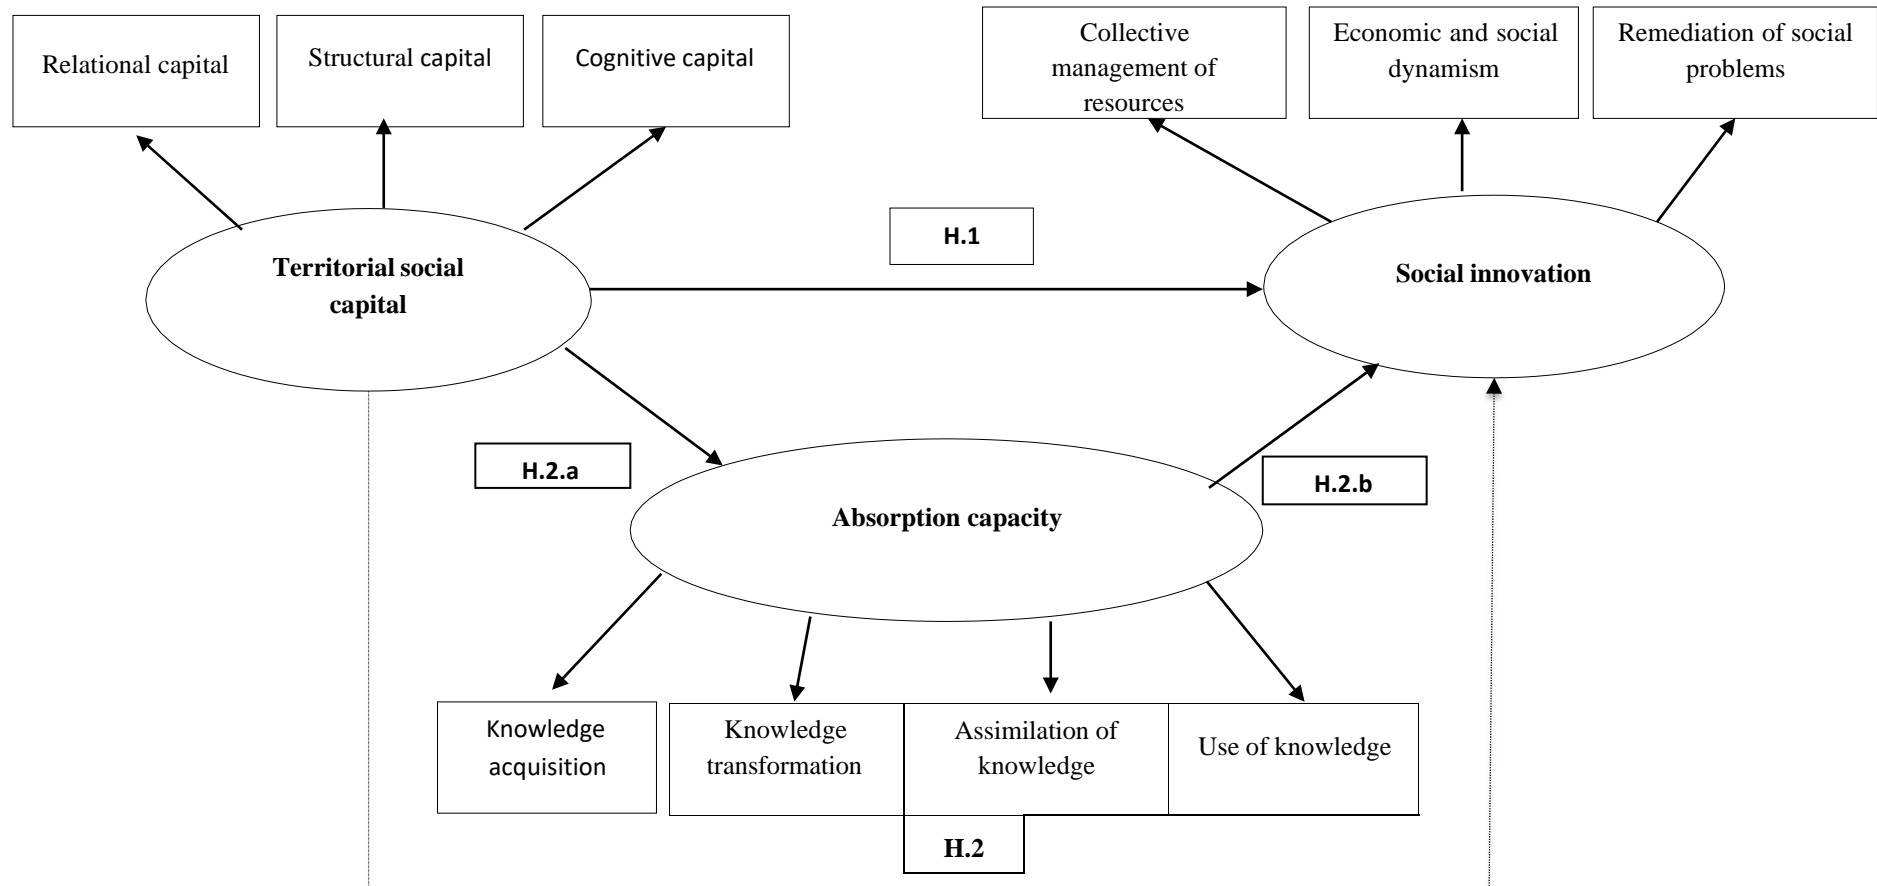 Relational capital
Structural capital
Cognitive capital
Collective
management of
resources
Economic and social
dynamism
Remediation of social
problems
H.1
Territorial social
capital
Social innovation
H.2.a
H.2.b
Absorption capacity
Knowledge
acquisition
Knowledge
transformation
Assimilation of
knowledge
Use of knowledge
H.2